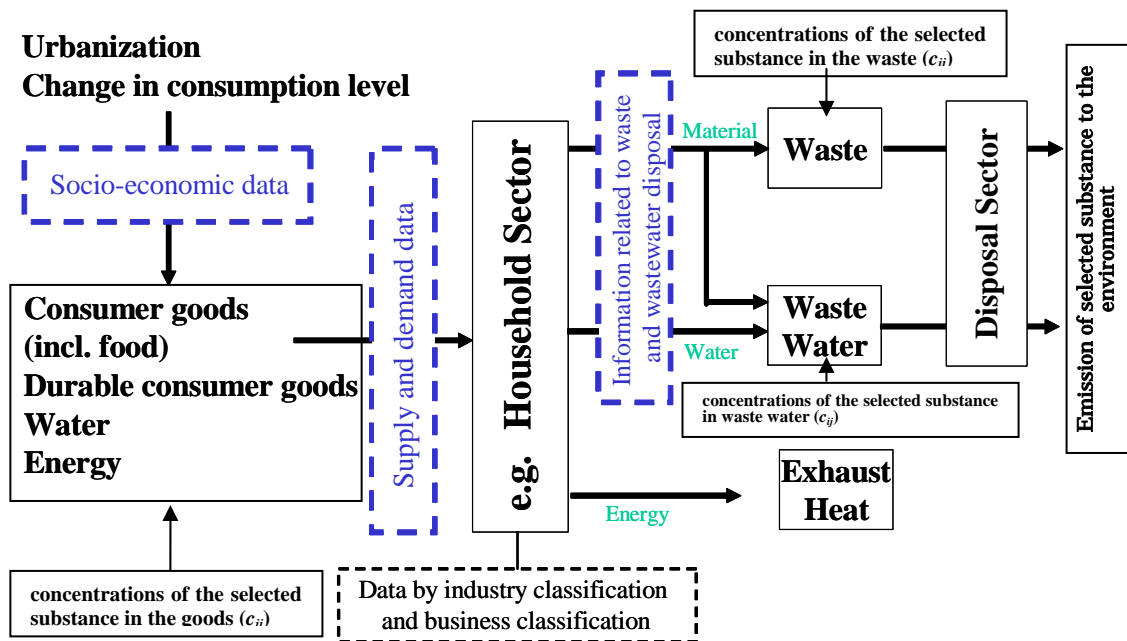 Urbanization
Change in consumption level
Socio-economic data
Consumer goods
(incl. food)
Durable consumer goods
Water
Energy
concentrations of the selected
substance in the goods (cij)
Supply and demand data
e.g. Household Sector
Data by industry classification
and business classification
Information related to waste
and wastewater disposal
Material
Water
Energy
concentrations of the selected
substance in the waste (cij)
Waste
Waste
Water
concentrations of the selected substance
in waste water (cij)
Exhaust
Heat
Disposal Sector
Emission of selected substance to the
environment